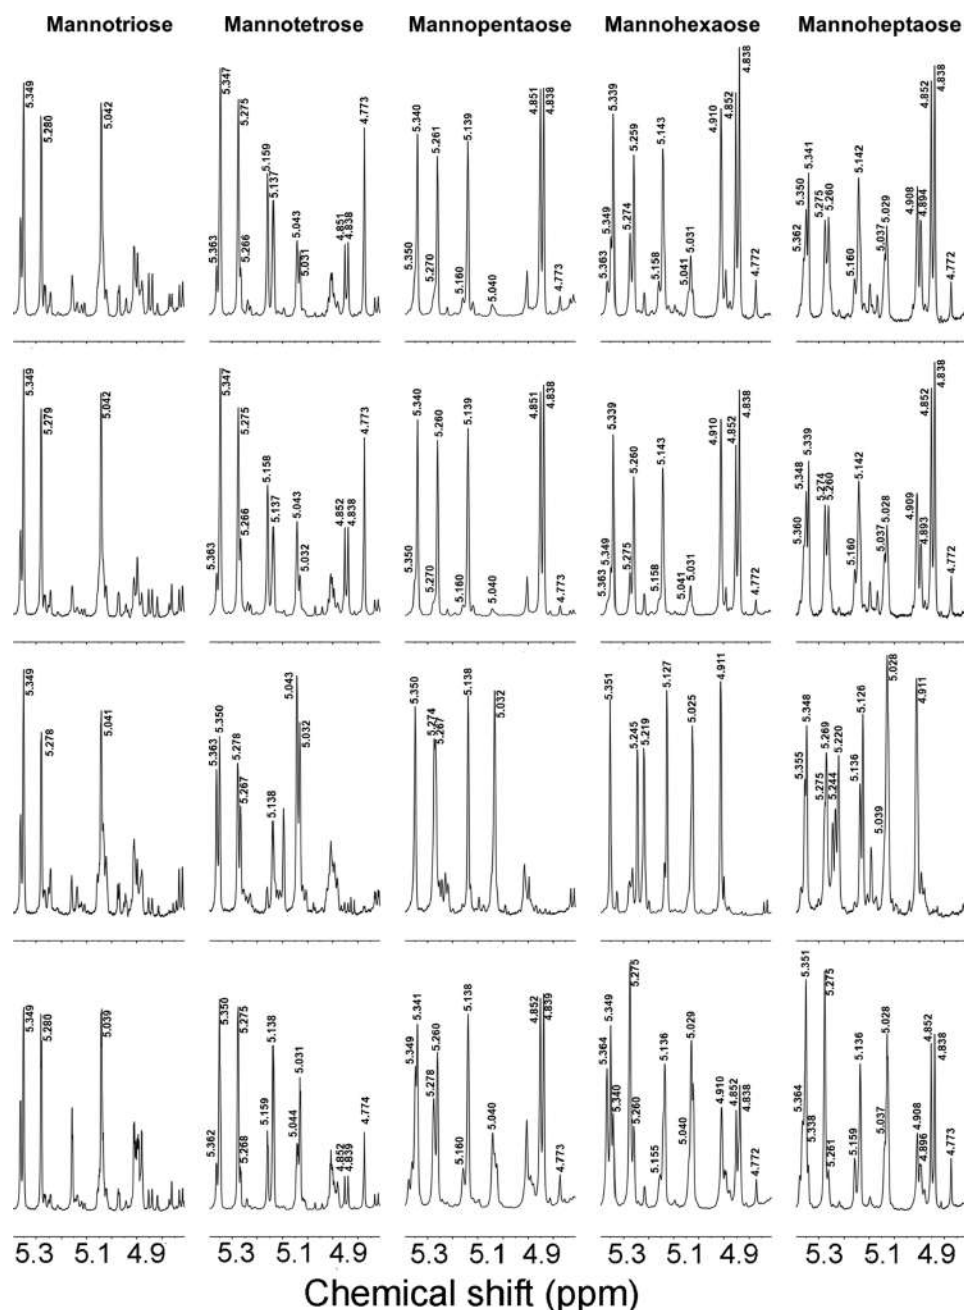 Mannotriose Mannotetrose Mannopentaose Mannohexaose Mannoheptaose
5.349 5.280 5.042
5.363 5.347 5.275 5.266 5.159 5.137 5.043 5.031 4.851 4.838 4.773
5.350 5.340 5.270 5.261 5.160 5.139 5.040 4.851 4.838 4.773
5.363 5.349 5.339 5.274 5.259 5.158 5.143 5.041 5.031 4.910 4.852 4.838 4.772
5.362 5.350 5.341 5.275 5.260 5.160 5.142 5.037 5.029 4.908 4.894 4.852 4.838 4.772
5.349 5.279 5.042
5.363 5.347 5.275 5.266 5.158 5.137 5.043 5.032 4.852 4.838 4.773
5.350 5.340 5.270 5.260 5.160 5.139 5.040 4.851 4.838 4.773
5.363 5.349 5.339 5.275 5.260 5.158 5.143 5.041 5.031 4.910 4.852 4.838 4.772
5.360 5.348 5.339 5.274 5.260 5.160 5.142 5.037 5.028 4.909 4.893 4.852 4.838 4.772
5.349 5.278 5.041
5.363 5.350 5.278 5.267 5.138 5.043 5.032
5.350 5.274 5.267 5.138 5.032
5.351 5.245 5.219 5.127 5.025 4.911
5.355 5.348 5.275 5.269 5.244 5.220 5.136 5.126 5.039 5.028 4.911
5.349 5.280 5.039
5.362 5.350 5.275 5.268 5.159 5.138 5.044 5.031 4.852 4.839 4.774
5.349 5.341 5.278 5.260 5.160 5.138 5.040 4.852 4.839 4.773
5.364 5.349 5.340 5.275 5.260 5.155 5.136 5.040 5.029 4.910 4.852 4.838 4.772
5.364 5.351 5.338 5.275 5.261 5.159 5.136 5.037 5.028 4.908 4.896 4.852 4.838 4.773
5.3 5.1 4.9 5.3 5.1 4.9 5.3 5.1 4.9 5.3 5.1 4.9 5.3 5.1 4.9
Chemical shift (ppm)